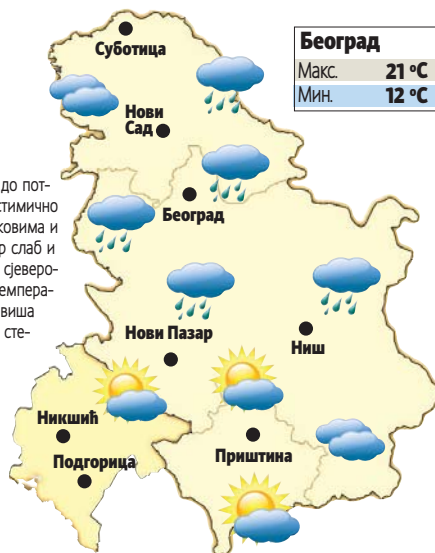 Суботица
Београд
Макс. 21 °C
Мин. 12 °C
Нови
Сад
Београд
до пот-
стимично
ковима и
р слаб и
сјеверо-
емпера-
виша
сте-
Нови Пазар
Ниш
Никшић
Подгорица
Приштина